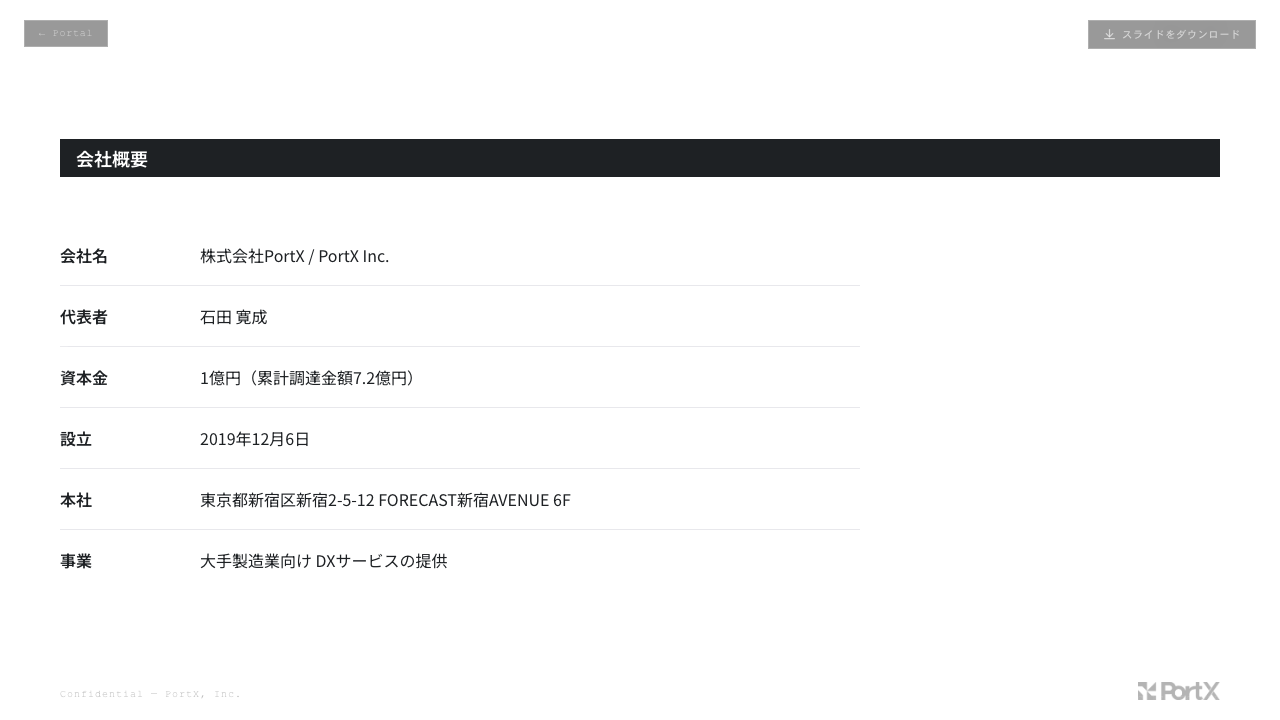 ← Portal
スライドをダウンロード
会社概要
会社名 株式会社PortX / PortX Inc.
代表者 石田 寛成
資本金 1億円（累計調達金額7.2億円）
設立 2019年12月6日
本社 東京都新宿区新宿2-5-12 FORECAST新宿AVENUE 6F
事業 大手製造業向け DXサービスの提供
Confidential — PortX, Inc.
PortX